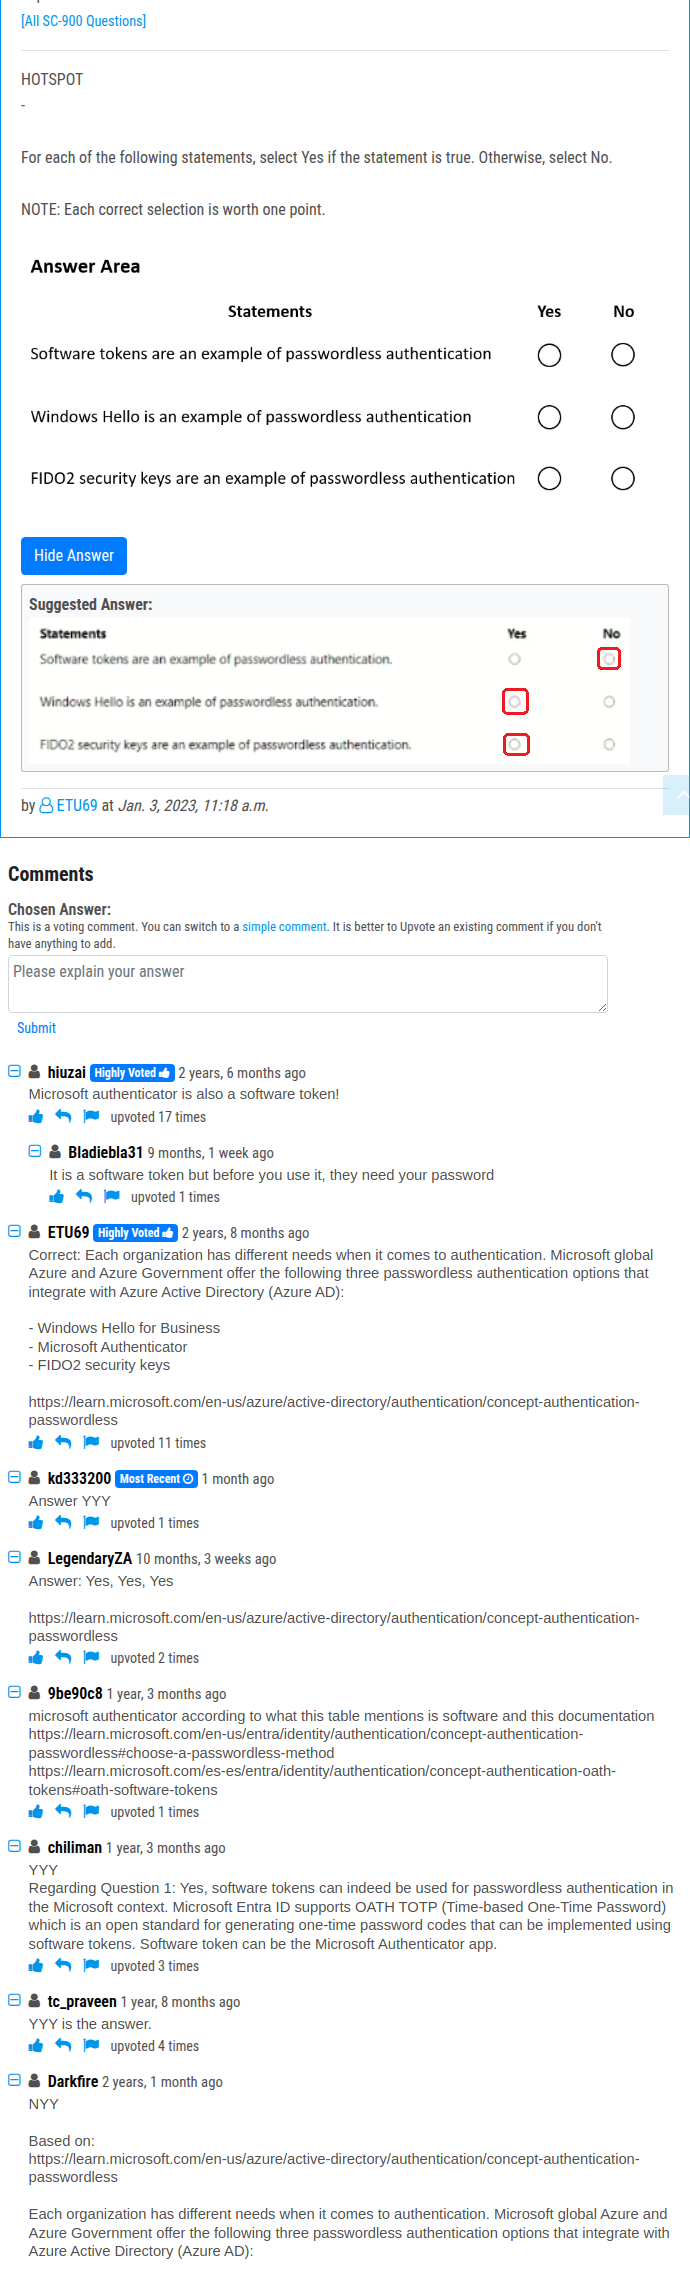 [All SC-900 Questions]
HOTSPOT
-
For each of the following statements, select Yes if the statement is true. Otherwise, select No.
NOTE: Each correct selection is worth one point.
Answer Area
Statements Yes No
Software tokens are an example of passwordless authentication
Windows Hello is an example of passwordless authentication
FIDO2 security keys are an example of passwordless authentication
Hide Answer
Suggested Answer:
Statements Yes No
Software tokens are an example of passwordless authentication.
Windows Hello is an example of passwordless authentication.
FIDO2 security keys are an example of passwordless authentication.
by ETU69 at Jan. 3, 2023, 11:18 a.m.
Comments
Chosen Answer:
This is a voting comment. You can switch to a simple comment. It is better to Upvote an existing comment if you don't
have anything to add.
Please explain your answer
Submit
hiuzai Highly Voted 2 years, 6 months ago
Microsoft authenticator is also a software token!
upvoted 17 times
Bladiebla31 9 months, 1 week ago
It is a software token but before you use it, they need your password
upvoted 1 times
ETU69 Highly Voted 2 years, 8 months ago
Correct: Each organization has different needs when it comes to authentication. Microsoft global
Azure and Azure Government offer the following three passwordless authentication options that
integrate with Azure Active Directory (Azure AD):
- Windows Hello for Business
- Microsoft Authenticator
- FIDO2 security keys
https://learn.microsoft.com/en-us/azure/active-directory/authentication/concept-authentication-
passwordless
upvoted 11 times
kd333200 Most Recent 1 month ago
Answer YYY
upvoted 1 times
LegendaryZA 10 months, 3 weeks ago
Answer: Yes, Yes, Yes
https://learn.microsoft.com/en-us/azure/active-directory/authentication/concept-authentication-
passwordless
upvoted 2 times
9be90c8 1 year, 3 months ago
microsoft authenticator according to what this table mentions is software and this documentation
https://learn.microsoft.com/en-us/entra/identity/authentication/concept-authentication-
passwordless#choose-a-passwordless-method
https://learn.microsoft.com/es-es/entra/identity/authentication/concept-authentication-oath-
tokens#oath-software-tokens
upvoted 1 times
chiliman 1 year, 3 months ago
YYY
Regarding Question 1: Yes, software tokens can indeed be used for passwordless authentication in
the Microsoft context. Microsoft Entra ID supports OATH TOTP (Time-based One-Time Password)
which is an open standard for generating one-time password codes that can be implemented using
software tokens. Software token can be the Microsoft Authenticator app.
upvoted 3 times
tc_praveen 1 year, 8 months ago
YYY is the answer.
upvoted 4 times
Darkfire 2 years, 1 month ago
NYY
Based on:
https://learn.microsoft.com/en-us/azure/active-directory/authentication/concept-authentication-
passwordless
Each organization has different needs when it comes to authentication. Microsoft global Azure and
Azure Government offer the following three passwordless authentication options that integrate with
Azure Active Directory (Azure AD):